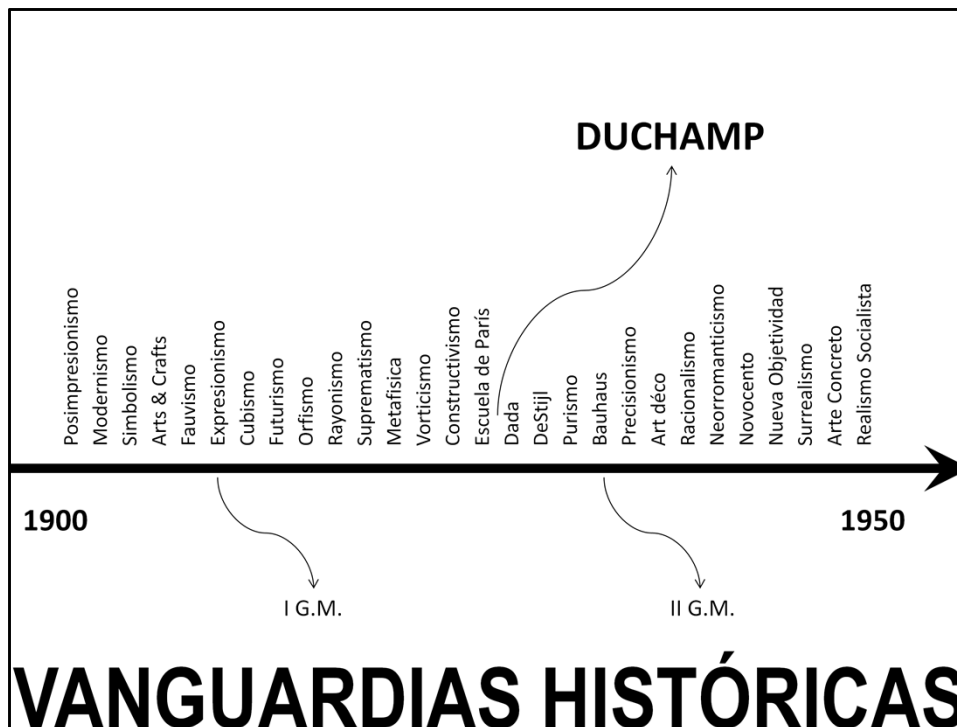 DUCHAMP
Posimpresionismo
Modernismo
Simbolismo
Arts & Crafts
Fauvismo
Expresionismo
Cubismo
Futurismo
Orfismo
Rayonismo
Suprematismo
Metafisica
Vorticismo
Constructivismo
Escuela de París
Dada
DeStijl
Purismo
Bauhaus
Precisionismo
Art déco
Racionalismo
Neorromanticismo
Novocento
Nueva Objetividad
Surrealismo
Arte Concreto
Realismo Socialista
1900
1950
I G.M.
II G.M.
VANGUARDIAS HISTÓRICAS